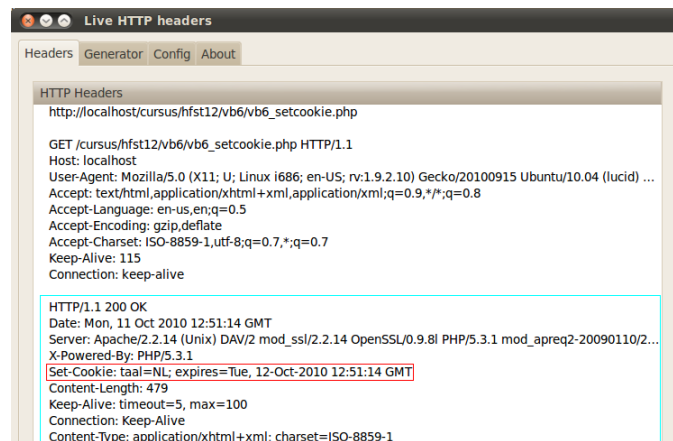 Live HTTP headers
Headers Generator Config About
HTTP Headers
http://localhost/cursus/hfst12/vb6/vb6_setcookie.php
GET /cursus/hfst12/vb6/vb6_setcookie.php HTTP/1.1
Host: localhost
User-Agent: Mozilla/5.0 (X11; U; Linux i686; en-US; rv:1.9.2.10) Gecko/20100915 Ubuntu/10.04 (lucid) ...
Accept: text/html,application/xhtml+xml,application/xml;q=0.9,*/*;q=0.8
Accept-Language: en-us,en;q=0.5
Accept-Encoding: gzip,deflate
Accept-Charset: ISO-8859-1,utf-8;q=0.7,*;q=0.7
Keep-Alive: 115
Connection: keep-alive
HTTP/1.1 200 OK
Date: Mon, 11 Oct 2010 12:51:14 GMT
Server: Apache/2.2.14 (Unix) DAV/2 mod_ssl/2.2.14 OpenSSL/0.9.8l PHP/5.3.1 mod_apreq2-20090110/2...
X-Powered-By: PHP/5.3.1
Set-Cookie: taal=NL; expires=Tue, 12-Oct-2010 12:51:14 GMT
Content-Length: 479
Keep-Alive: timeout=5, max=100
Connection: Keep-Alive
Content-Type: application/xhtml+xml; charset=ISO-8859-1